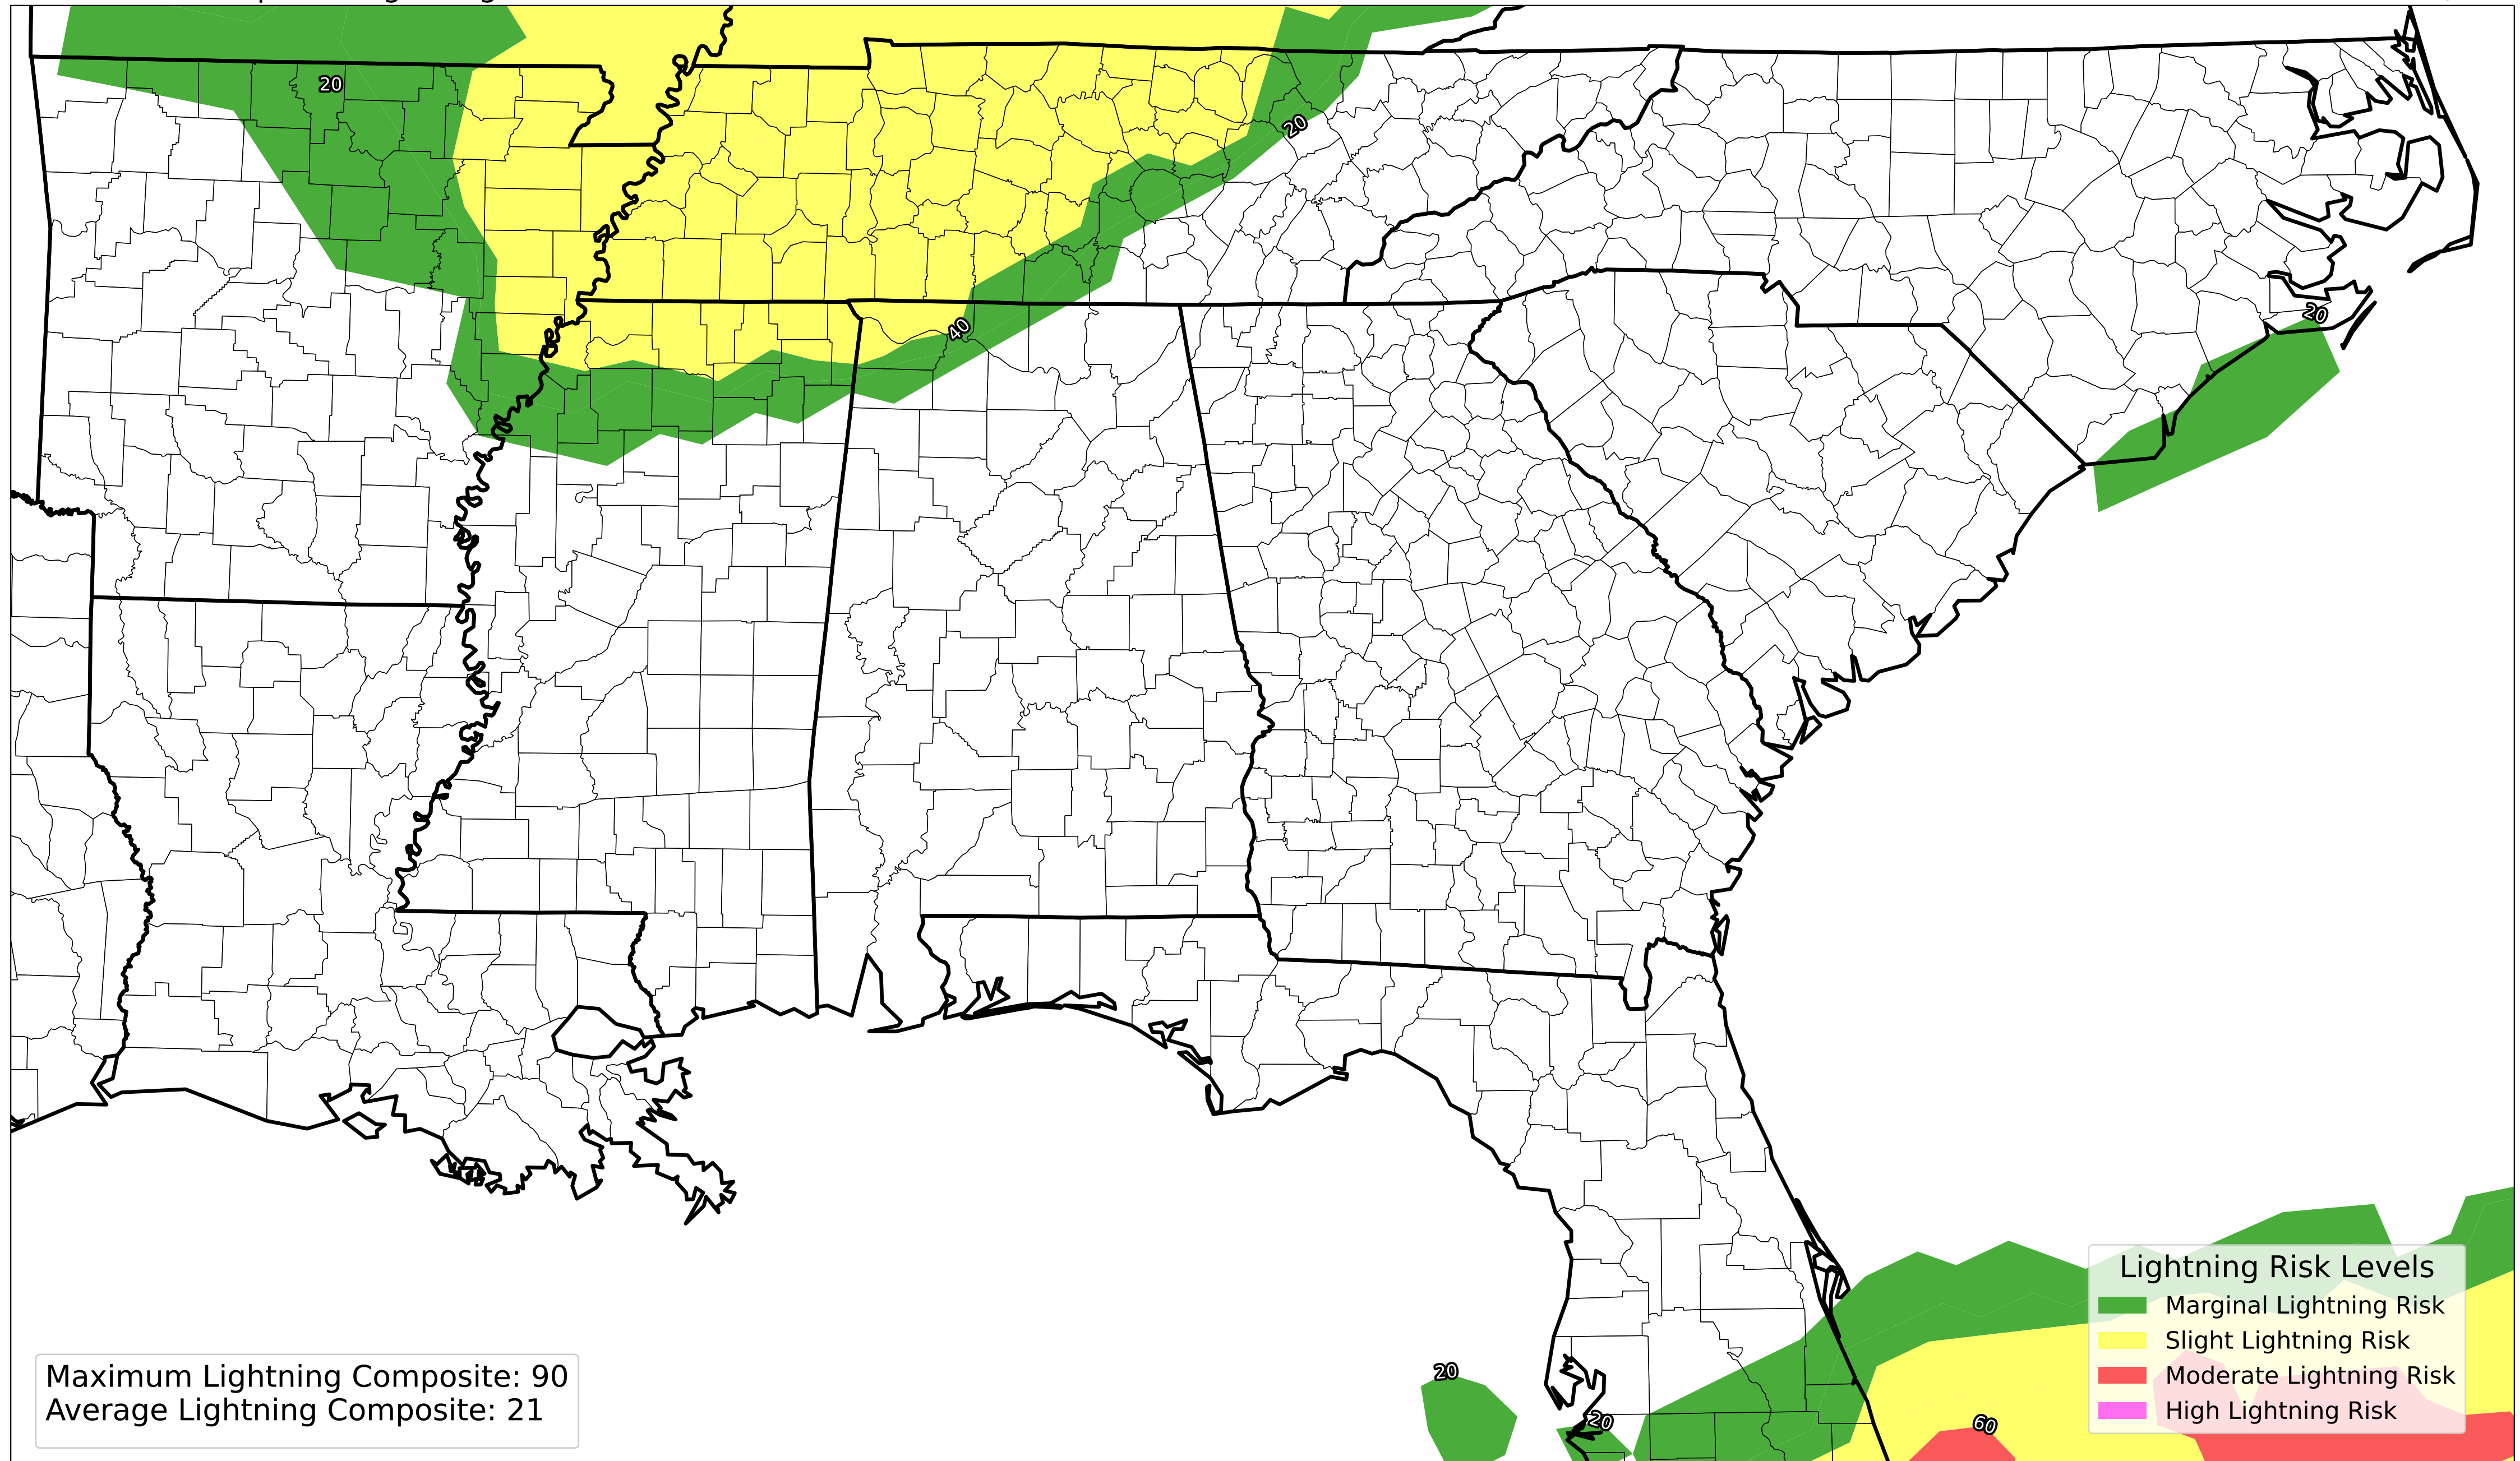 20
20
40
20
Lightning Risk Levels
Marginal Lightning Risk
Slight Lightning Risk
Moderate Lightning Risk
High Lightning Risk
Maximum Lightning Composite: 90
Average Lightning Composite: 21
20
20
60